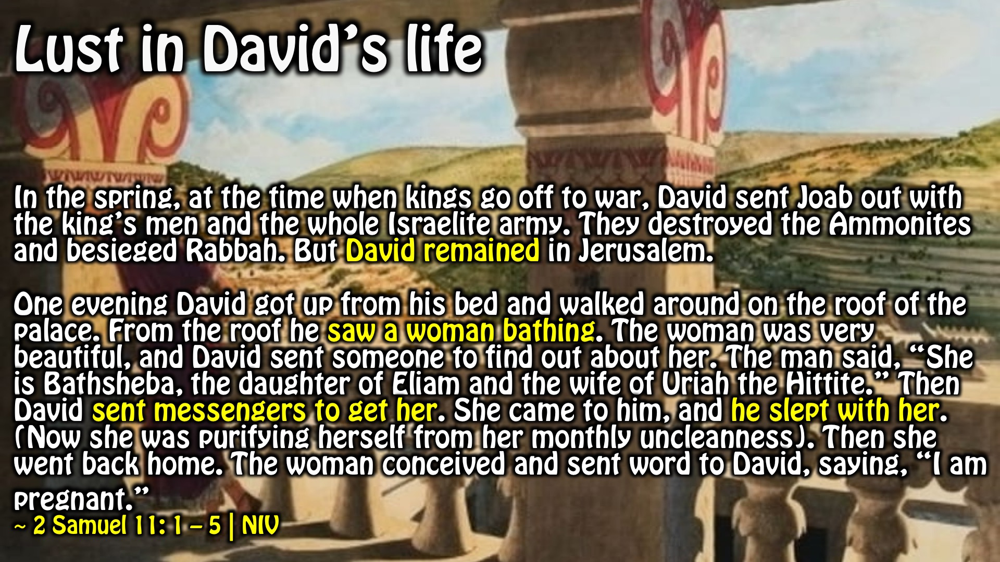 Lust in David’s life
In the spring, at the time when kings go off to war, David sent Joab out with
the king’s men and the whole Israelite army. They destroyed the Ammonites
and besieged Rabbah. But David remained in Jerusalem.
One evening David got up from his bed and walked around on the roof of the
palace. From the roof he saw a woman bathing. The woman was very
beautiful, and David sent someone to find out about her. The man said, “She
is Bathsheba, the daughter of Eliam and the wife of Uriah the Hittite.” Then
David sent messengers to get her. She came to him, and he slept with her.
(Now she was purifying herself from her monthly uncleanness). Then she
went back home. The woman conceived and sent word to David, saying, “I am
pregnant.”
~ 2 Samuel 11: 1 – 5 | NIV